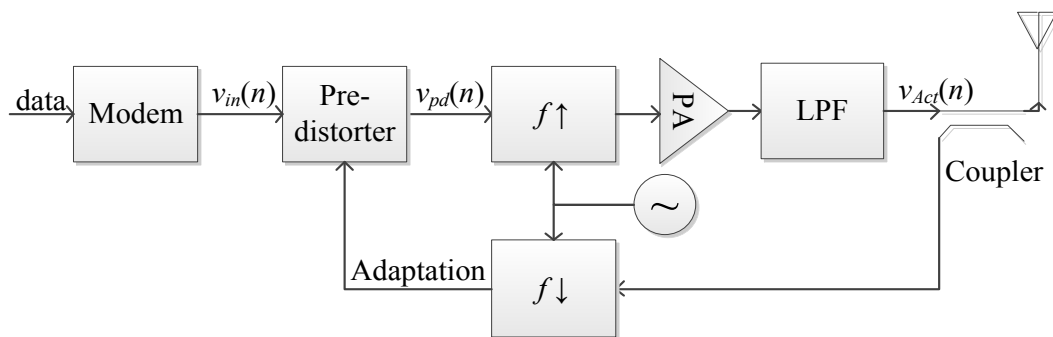 data
Modem
v_in(n)
Pre-
distorter
v_pd(n)
f↑
PA
LPF
v_Act(n)
Coupler
~
Adaptation
f↓